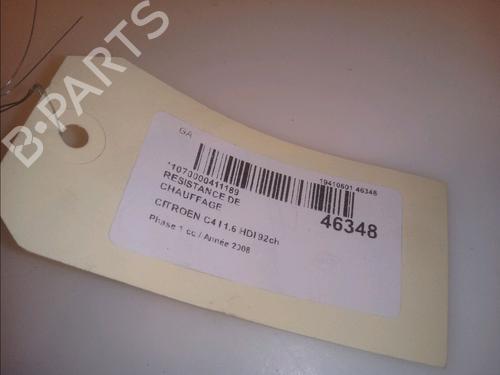 B-PARTS
GA
*1070000411189
19410601 46348
RESISTANCE DE
CHAUFFAGE
46348
CITROEN C4 I 1.6 HDI 92ch
Phase 1 cc / Année 2008